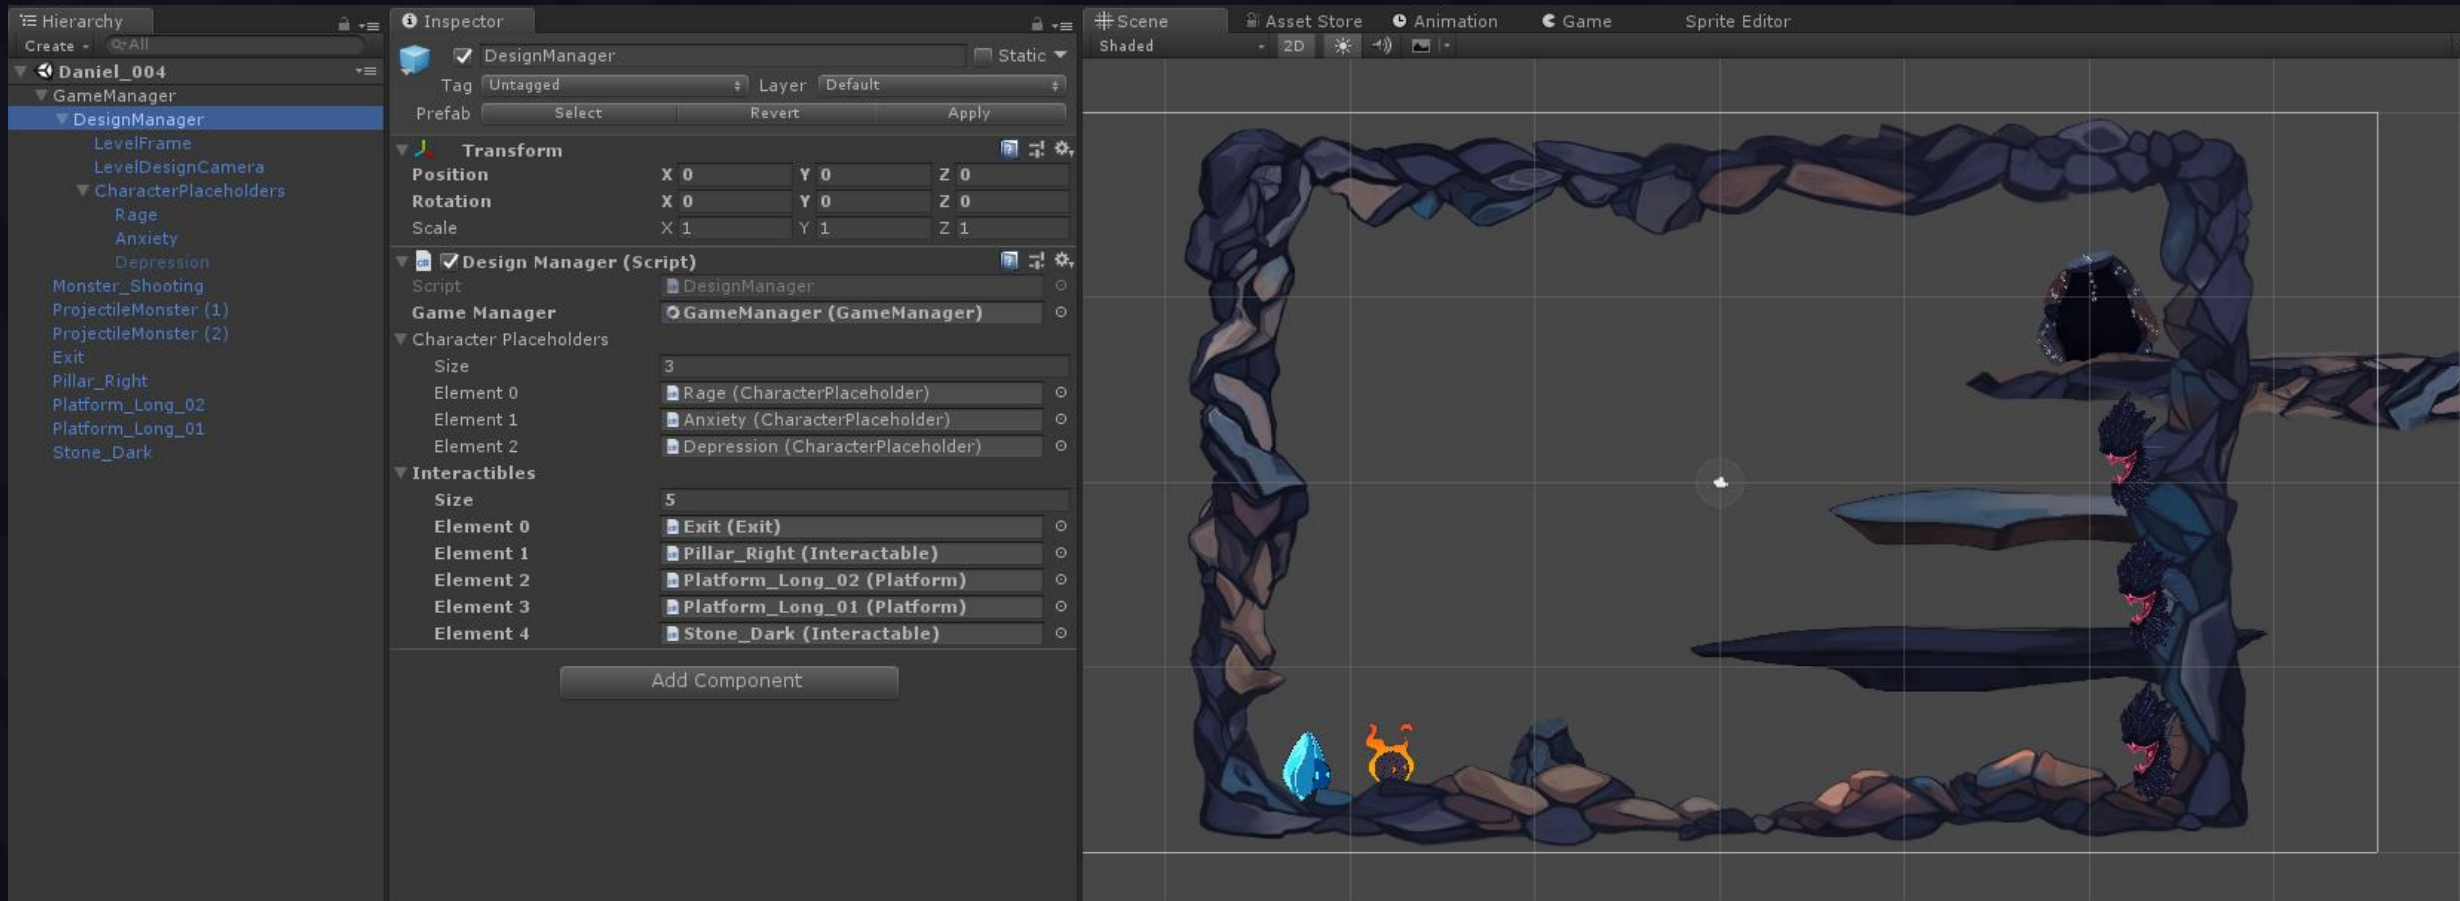 Hierarchy
Create All
Daniel_004
GameManager
DesignManager
LevelFrame
LevelDesignCamera
CharacterPlaceholders
Rage
Anxiety
Depression
Monster_Shooting
ProjectileMonster (1)
ProjectileMonster (2)
Exit
Pillar_Right
Platform_Long_02
Platform_Long_01
Stone_Dark
Inspector
DesignManager Static
Tag Untagged Layer Default
Prefab Select Revert Apply
Transform
Position X 0 Y 0 Z 0
Rotation X 0 Y 0 Z 0
Scale X 1 Y 1 Z 1
Design Manager (Script)
Script DesignManager
Game Manager GameManager (GameManager)
Character Placeholders
Size 3
Element 0 Rage (CharacterPlaceholder)
Element 1 Anxiety (CharacterPlaceholder)
Element 2 Depression (CharacterPlaceholder)
Interactibles
Size 5
Element 0 Exit (Exit)
Element 1 Pillar_Right (Interactable)
Element 2 Platform_Long_02 (Platform)
Element 3 Platform_Long_01 (Platform)
Element 4 Stone_Dark (Interactable)
Add Component
Scene Asset Store Animation Game Sprite Editor
Shaded 2D